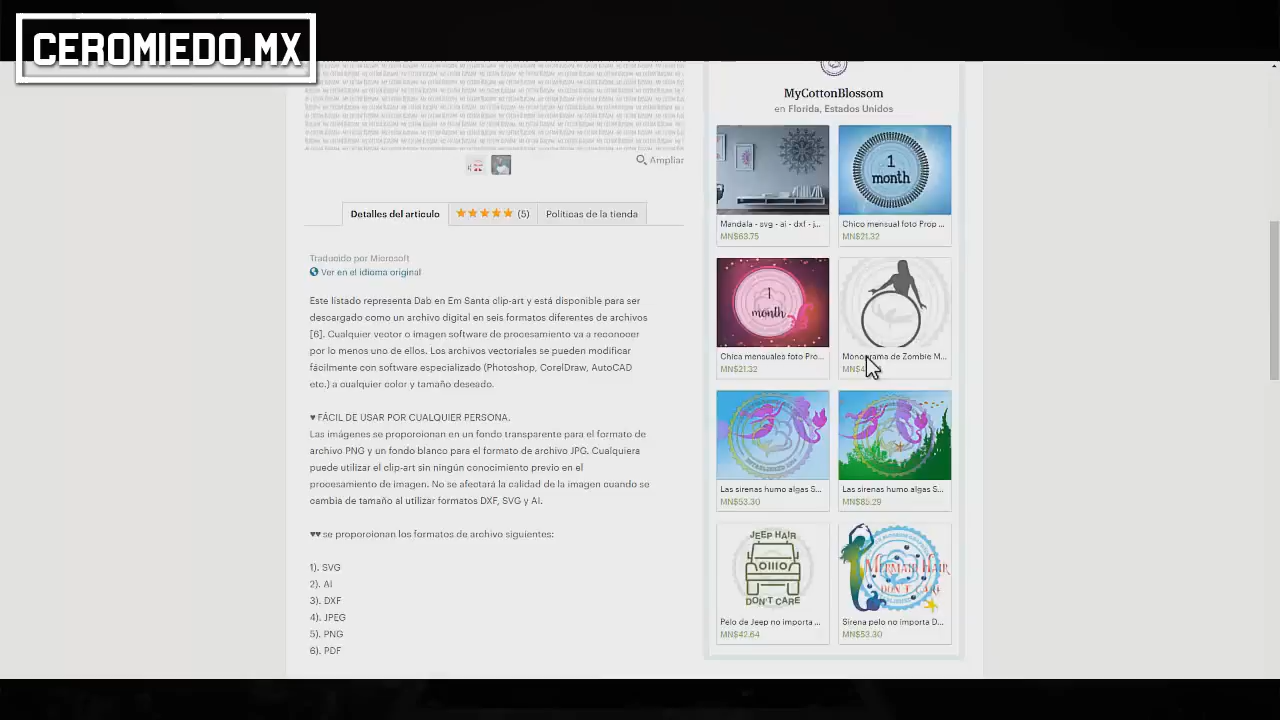 CEROMIEDO.MX
MyCottonBlossom
en Florida, Estados Unidos
Ampliar
Detalles del artículo
(5)
Políticas de la tienda
Traducido por Microsoft
Ver en el idioma original
Este listado representa Dab en Em Santa clip-art y está disponible para ser
descargado como un archivo digital en seis formatos diferentes de archivos
[6]. Cualquier vector o imagen software de procesamiento va a reconocer
por lo menos uno de ellos. Los archivos vectoriales se pueden modificar
fácilmente con software especializado (Photoshop, CorelDraw, AutoCAD
etc.) a cualquier color y tamaño deseado.
♥ FÁCIL DE USAR POR CUALQUIER PERSONA.
Las imágenes se proporcionan en un fondo transparente para el formato de
archivo PNG y un fondo blanco para el formato de archivo JPG. Cualquiera
puede utilizar el clip-art sin ningún conocimiento previo en el
procesamiento de imagen. No se afectará la calidad de la imagen cuando se
cambia de tamaño al utilizar formatos DXF, SVG y AI.
♥♥ se proporcionan los formatos de archivo siguientes:
1). SVG
2). AI
3). DXF
4). JPEG
5). PNG
6). PDF
Mandala - svg - ai - dxf - j...
MN$63.75
1
month
Chico mensual foto Prop ...
MN$21.32
1
month
Chica mensuales foto Pro...
MN$21.32
Monograma de Zombie M...
Las sirenas humo algas S...
MN$53.30
Las sirenas humo algas S...
MN$85.29
JEEP HAIR
DON'T CARE
Pelo de Jeep no importa ...
MN$42.64
MERMAID HAIR
DON'T CARE
Sirena pelo no importa D...
MN$53.30